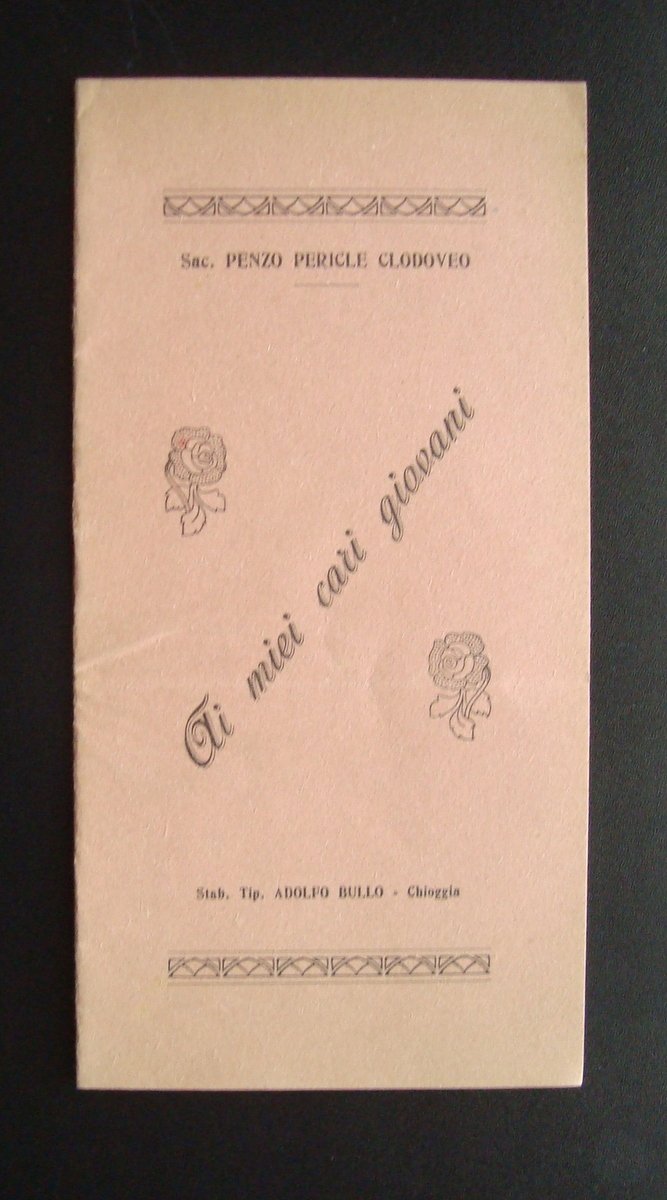 Sac. PENZO PERICLE CLODOVEO
Ai miei cari giovani
Stab. Tip. ADOLFO BULLO - Chioggia